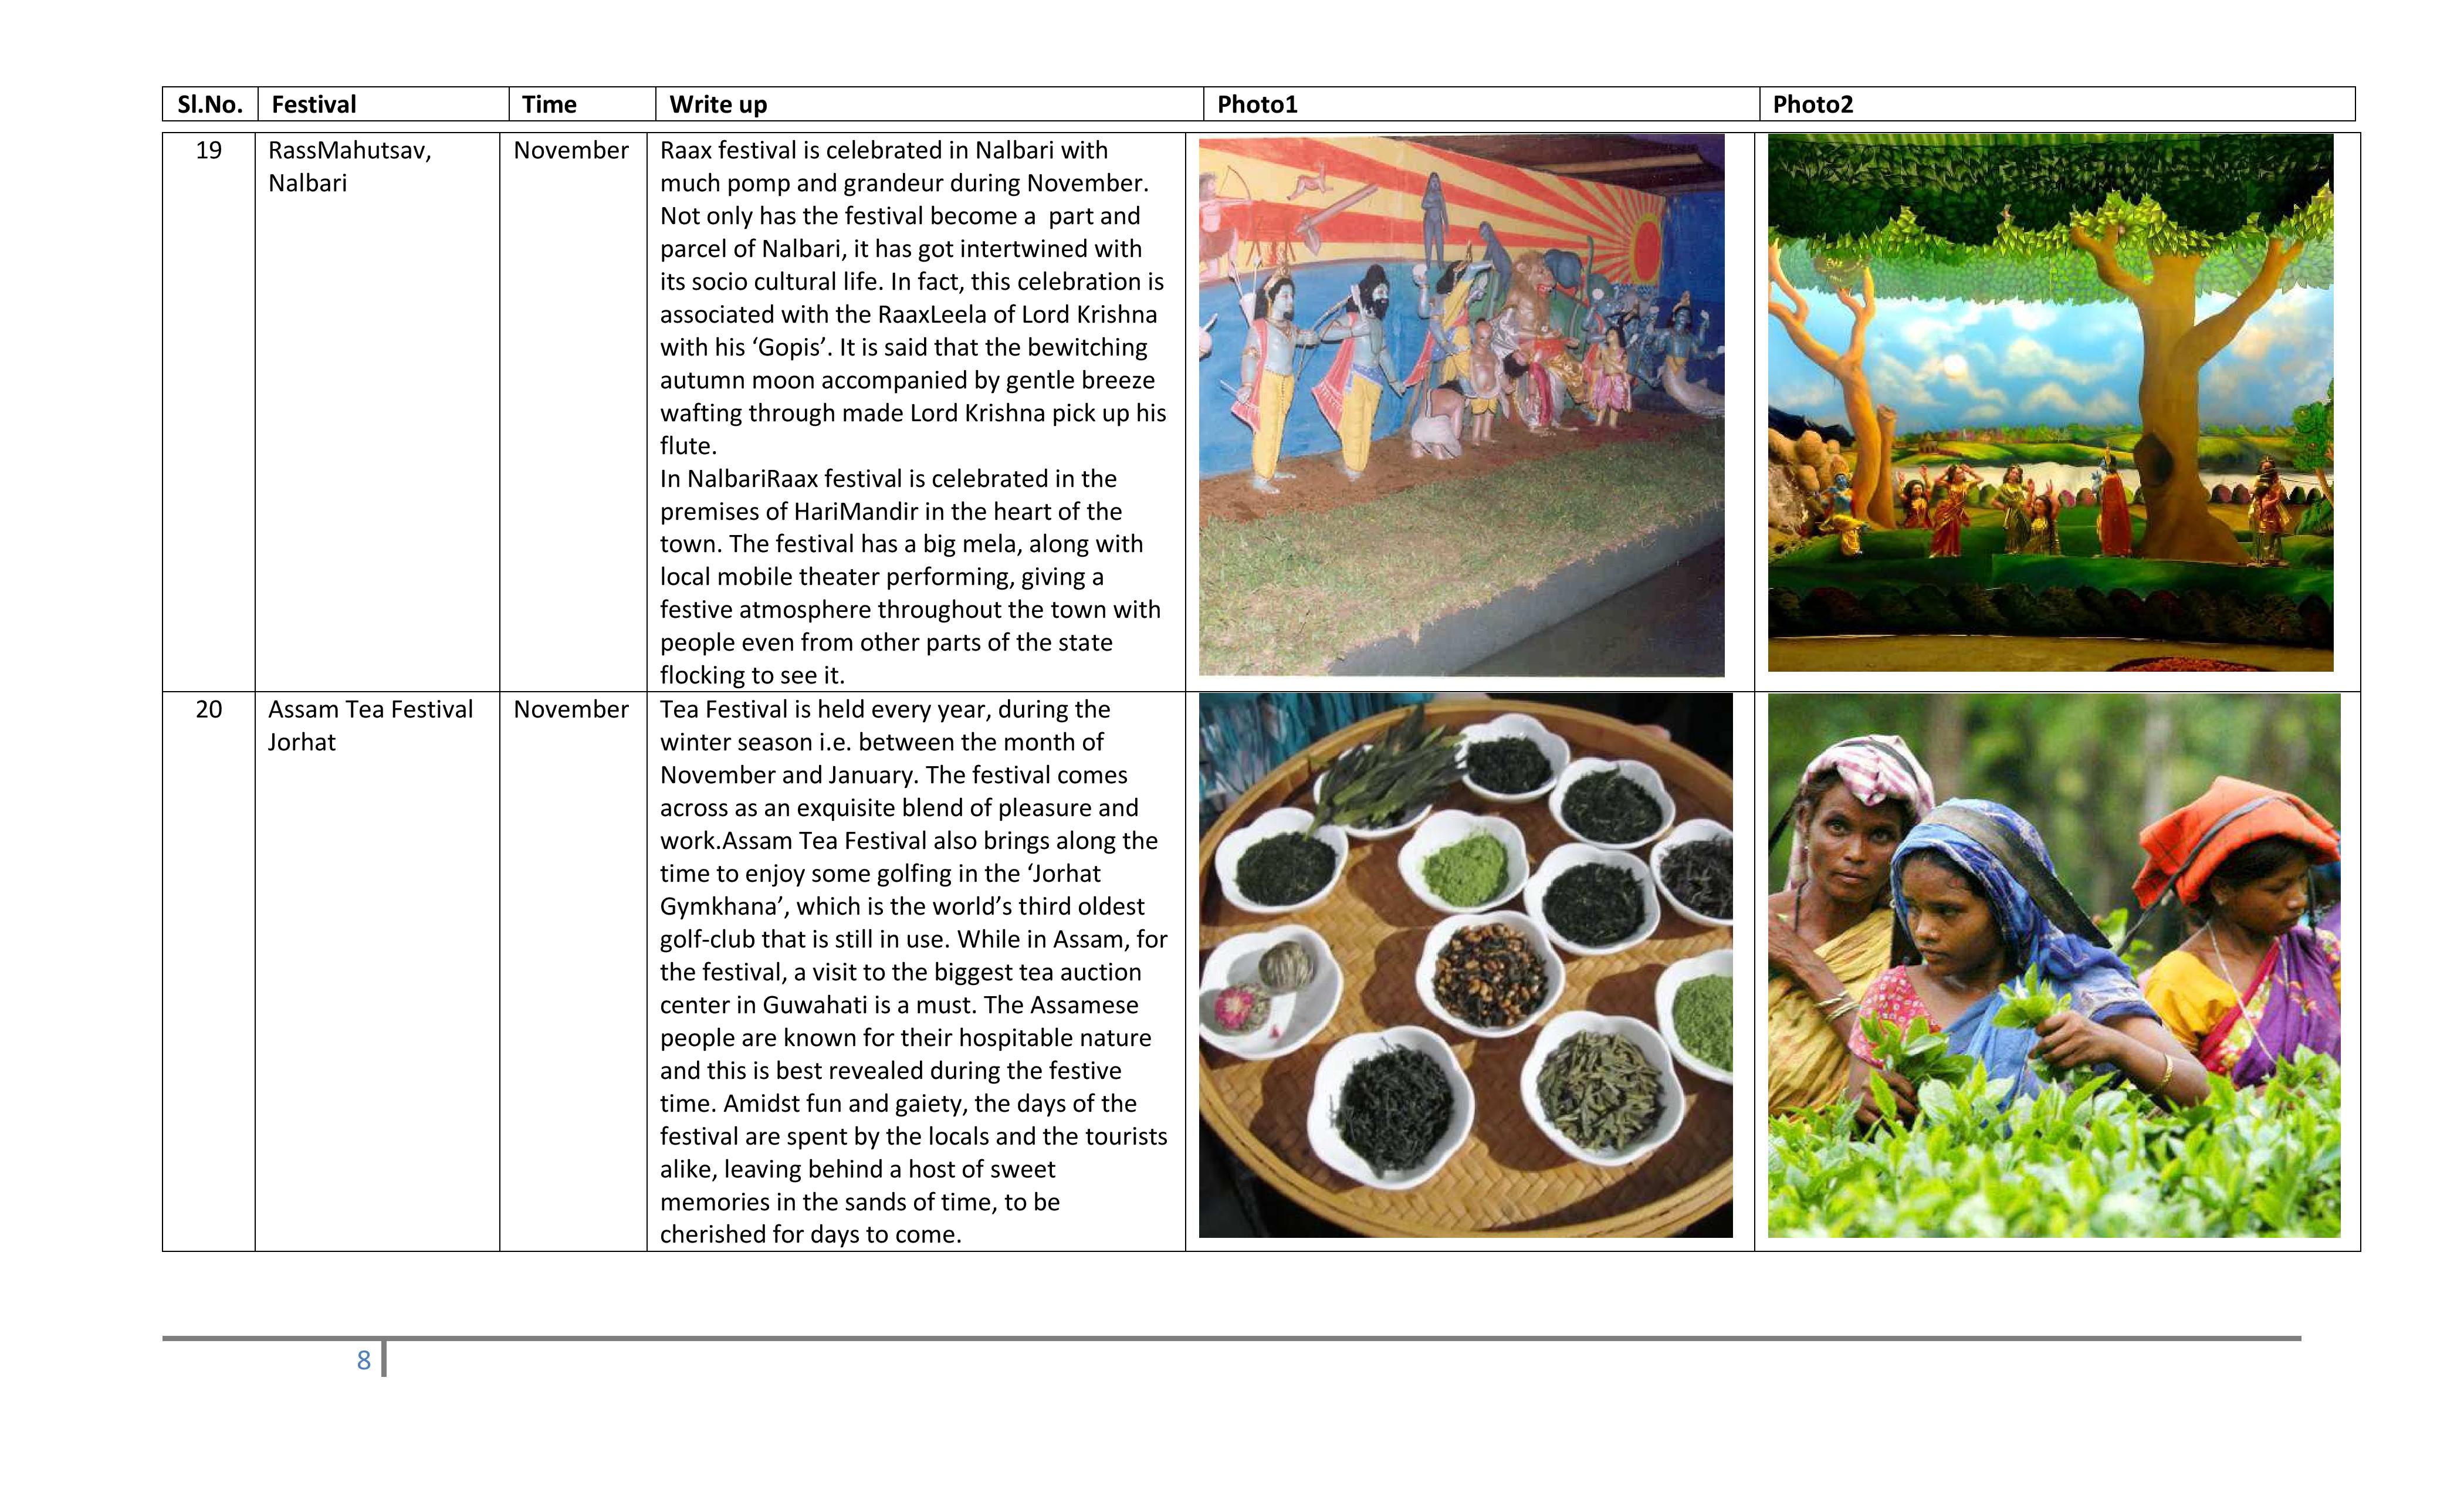 Sl.No. Festival Time Write up Photo1 Photo2
19 RassMahutsav, November Raax festival is celebrated in Nalbari with
Nalbari much pomp and grandeur during November.
Not only has the festival become a  part and
parcel of Nalbari, it has got intertwined with
its socio cultural life. In fact, this celebration is
associated with the RaaxLeela of Lord Krishna
with his ‘Gopis’. It is said that the bewitching
autumn moon accompanied by gentle breeze
wafting through made Lord Krishna pick up his
flute.
In NalbariRaax festival is celebrated in the
premises of HariMandir in the heart of the
town. The festival has a big mela, along with
local mobile theater performing, giving a
festive atmosphere throughout the town with
people even from other parts of the state
flocking to see it.
20 Assam Tea Festival November Tea Festival is held every year, during the
Jorhat winter season i.e. between the month of
November and January. The festival comes
across as an exquisite blend of pleasure and
work.Assam Tea Festival also brings along the
time to enjoy some golfing in the ‘Jorhat
Gymkhana’, which is the world’s third oldest
golf-club that is still in use. While in Assam, for
the festival, a visit to the biggest tea auction
center in Guwahati is a must. The Assamese
people are known for their hospitable nature
and this is best revealed during the festive
time. Amidst fun and gaiety, the days of the
festival are spent by the locals and the tourists
alike, leaving behind a host of sweet
memories in the sands of time, to be
cherished for days to come.
8